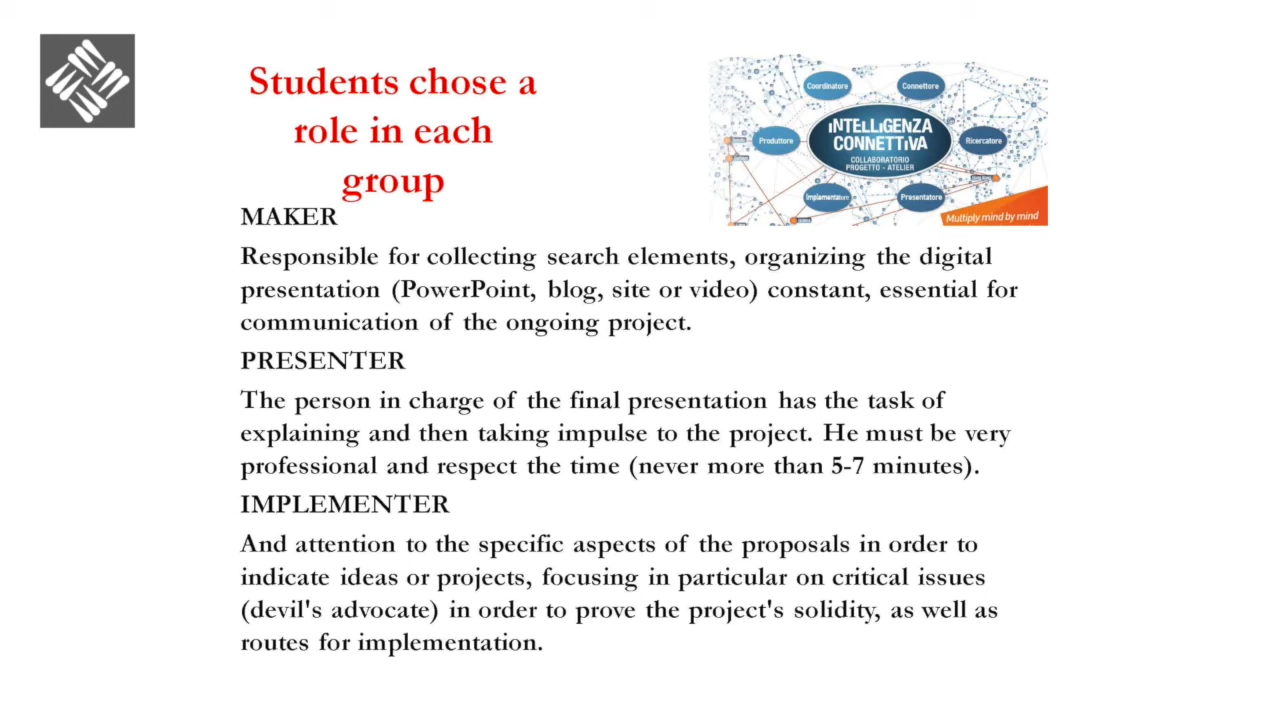 Students chose a
role in each
group
Coordinatore
Connettore
Produttore
INTELLIGENZA
CONNETTIVA
COLLABORATORIO
PROGETTO - ATELIER
Ricercatore
Implementatore
Presentatore
Multiply mind by mind
MAKER
Responsible for collecting search elements, organizing the digital
presentation (PowerPoint, blog, site or video) constant, essential for
communication of the ongoing project.
PRESENTER
The person in charge of the final presentation has the task of
explaining and then taking impulse to the project. He must be very
professional and respect the time (never more than 5-7 minutes).
IMPLEMENTER
And attention to the specific aspects of the proposals in order to
indicate ideas or projects, focusing in particular on critical issues
(devil's advocate) in order to prove the project's solidity, as well as
routes for implementation.